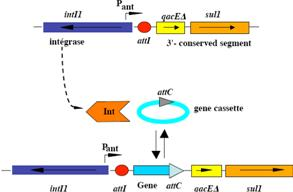 Pant
intI1
qacEΔ
sul1
intégrase
attI
3'- conserved segment
attC
Int
gene cassette
Pant
intI1
attI
Gene
attC
qacEΔ
sul1